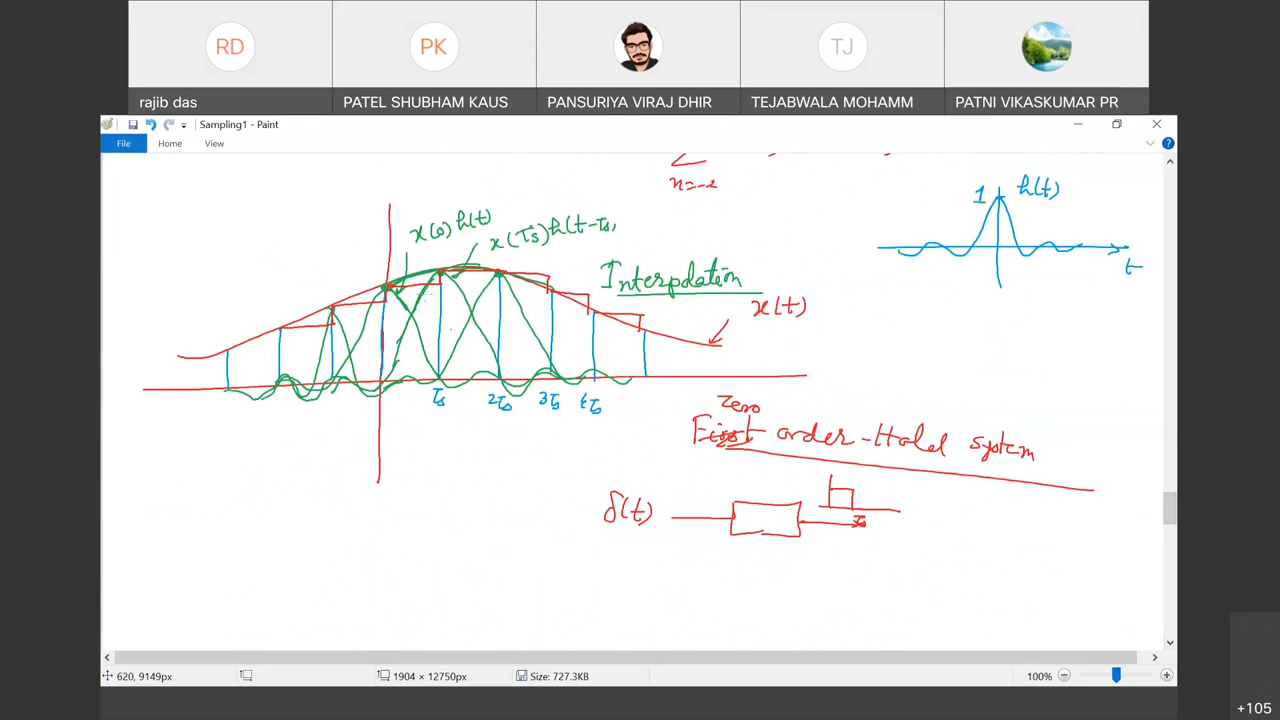 RD
PK
TJ
rajib das
PATEL SHUBHAM KAUS
PANSURIYA VIRAJ DHIR
TEJABWALA MOHAMM
PATNI VIKASKUMAR PR
Sampling1 - Paint
File
Home
View
n=-2
1
h(t)
t
x(0)h(t)
x(Ts)h(t-Ts,
Interpolation
x(t)
Ts
2Ts
3Ts
4Ts
Zero
First order-Hold system
δ(t)
Ts
620, 9149px
1904 × 12750px
Size: 727.3KB
100%
+105